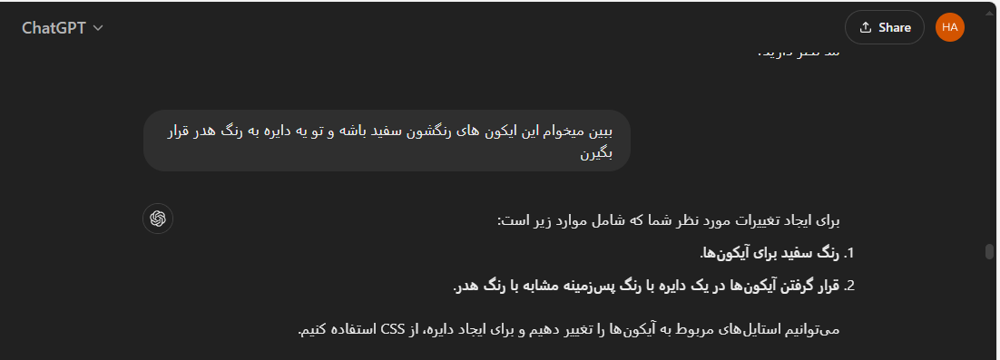 ChatGPT
Share
HA
ببین میخوام این ایکون های رنگشون سفید باشه و تو یه دایره به رنگ هدر قرار
بگیرن
برای ایجاد تغییرات مورد نظر شما که شامل موارد زیر است:
1. رنگ سفید برای آیکون‌ها.
2. قرار گرفتن آیکون‌ها در یک دایره با رنگ پس‌زمینه مشابه با رنگ هدر.
می‌توانیم استایل‌های مربوط به آیکون‌ها را تغییر دهیم و برای ایجاد دایره، از CSS استفاده کنیم.